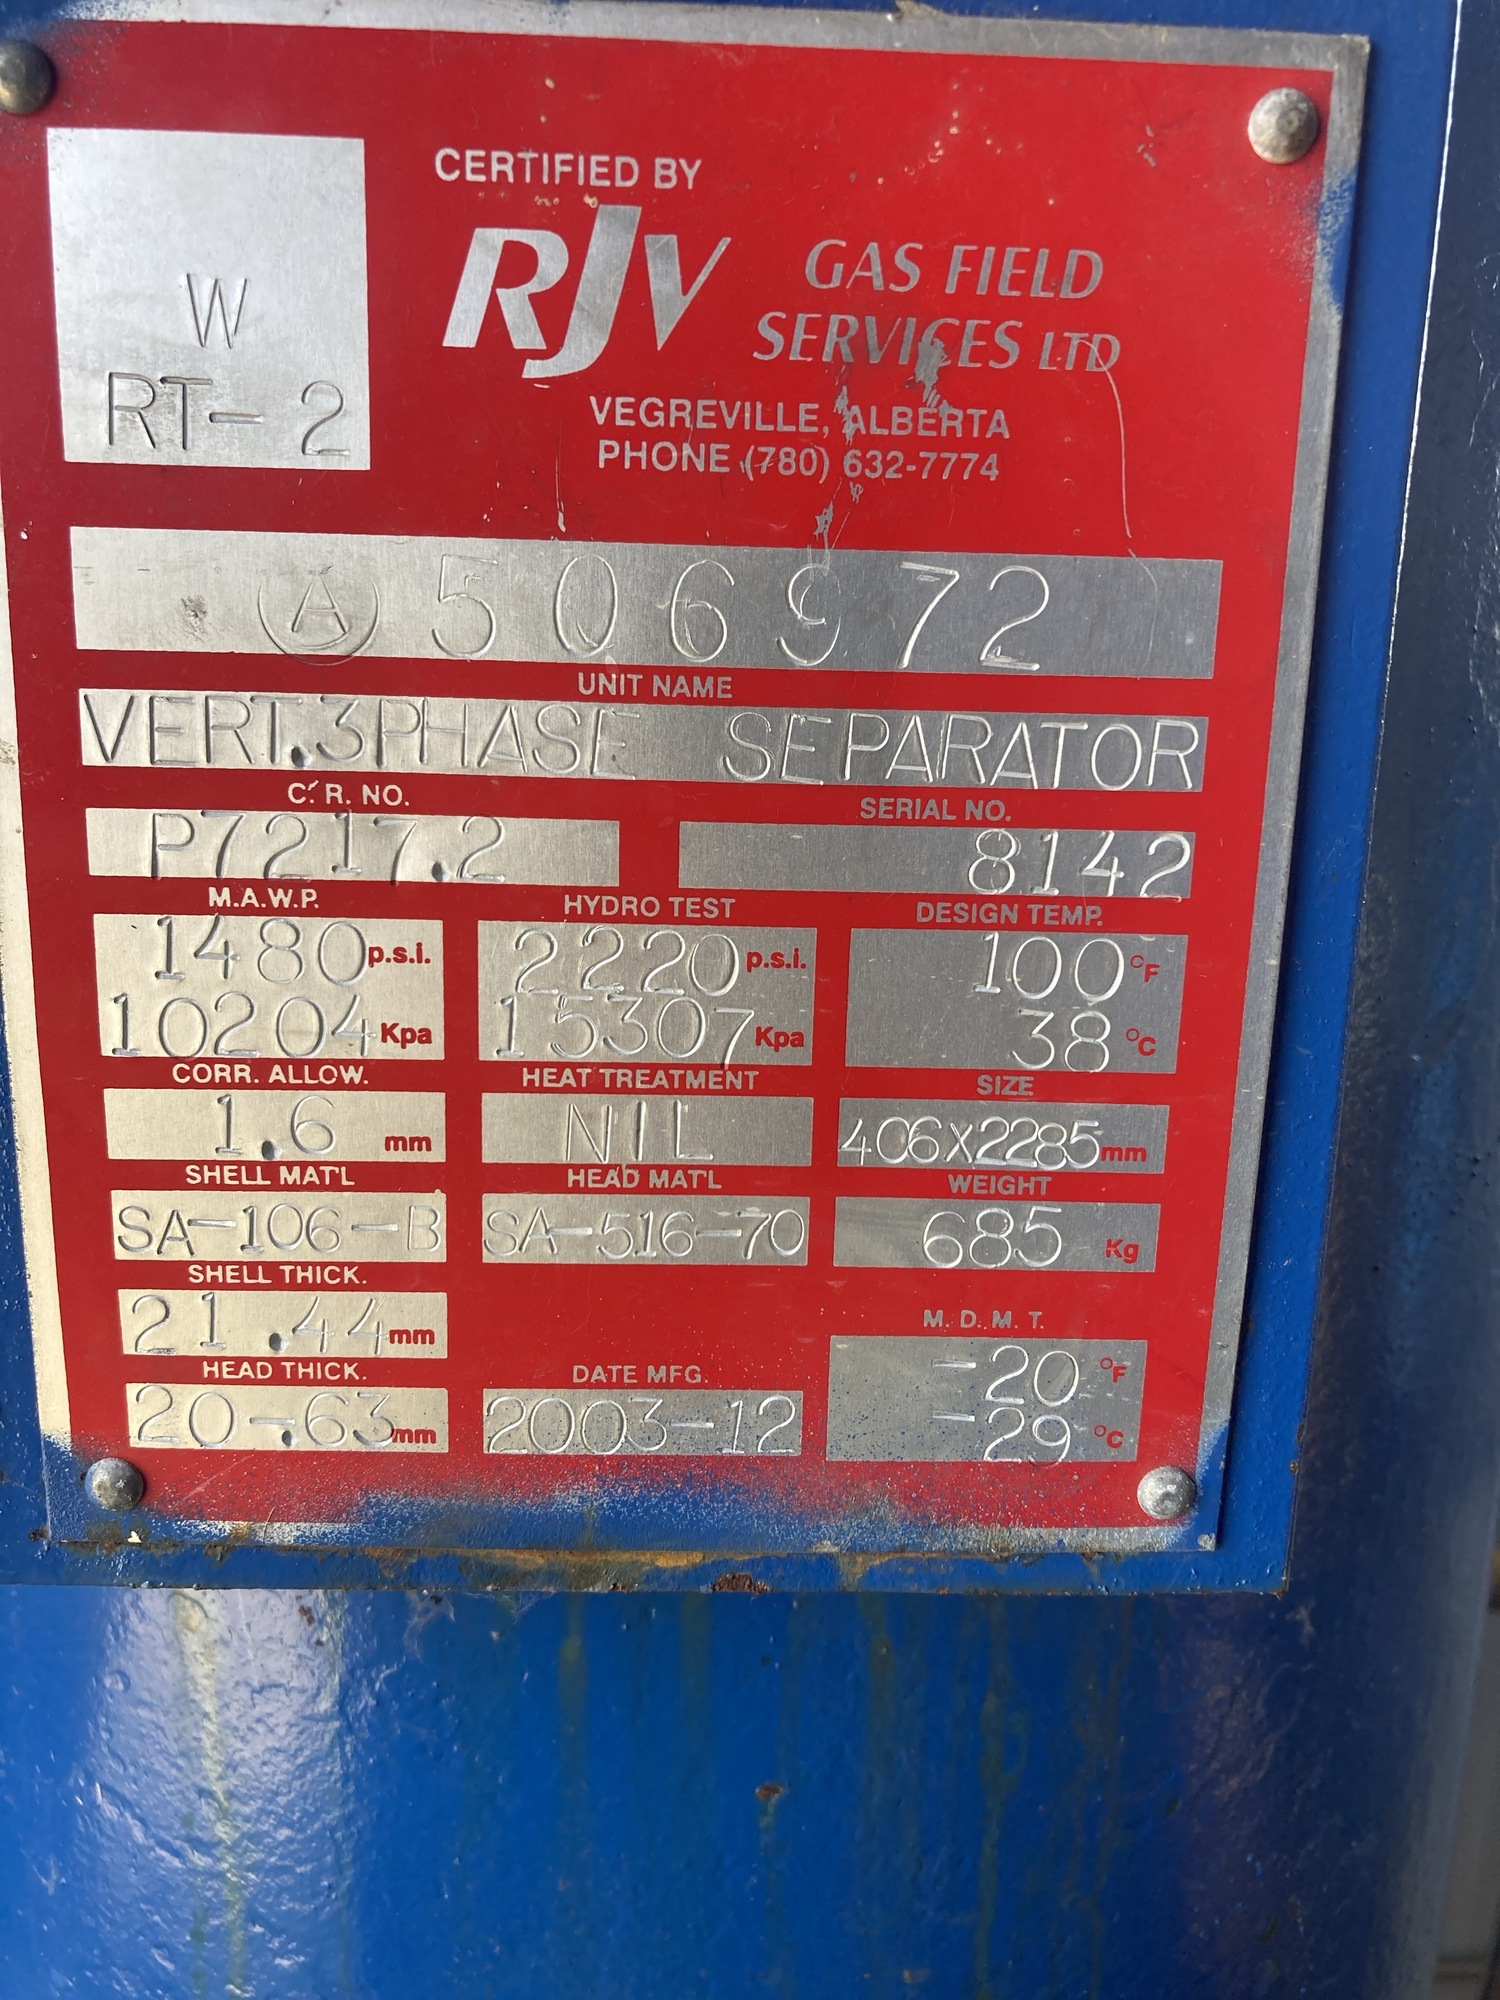 W
RT-2
CERTIFIED BY
RJV GAS FIELD
SERVICES LTD
VEGREVILLE, ALBERTA
PHONE (780) 632-7774
A 506972
UNIT NAME
VERT.3PHASE SEPARATOR
C.R. NO. SERIAL NO.
P7217.2 8142
M.A.W.P. HYDRO TEST DESIGN TEMP.
1480 p.s.i. 2220 p.s.i. 100 °F
10204 Kpa 15307 Kpa 38 °C
CORR. ALLOW. HEAT TREATMENT SIZE
1.6 mm NIL 406X2285 mm
SHELL MAT'L HEAD MAT'L WEIGHT
SA-106-B SA-516-70 685 Kg
SHELL THICK.
21.44 mm M.D.M.T.
HEAD THICK. DATE MFG. -20 °F
20-.63 mm 2003-12 -29 °C